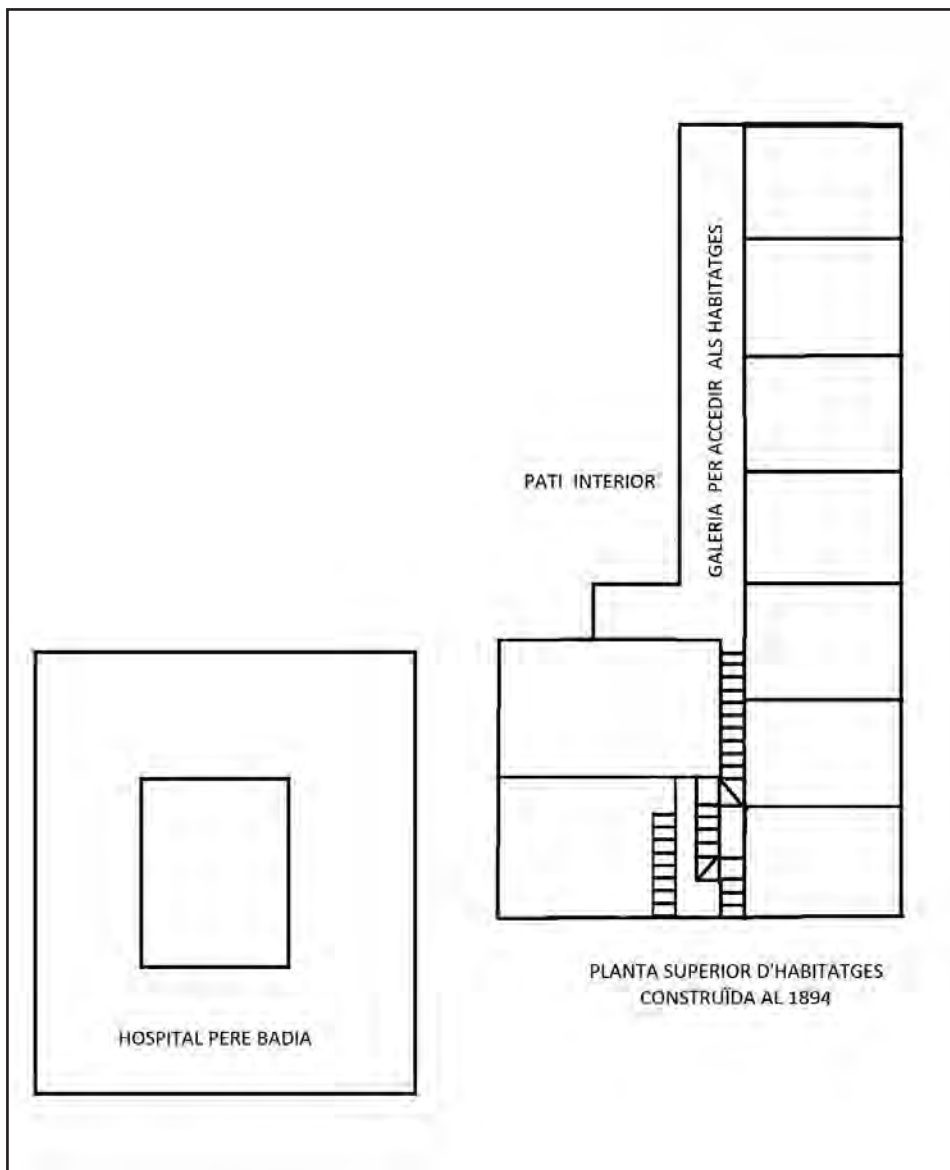 GALERIA PER ACCEDIR ALS HABITATGES
PATI INTERIOR
PLANTA SUPERIOR D'HABITATGES
CONSTRUÏDA AL 1894
HOSPITAL PERE BADIA